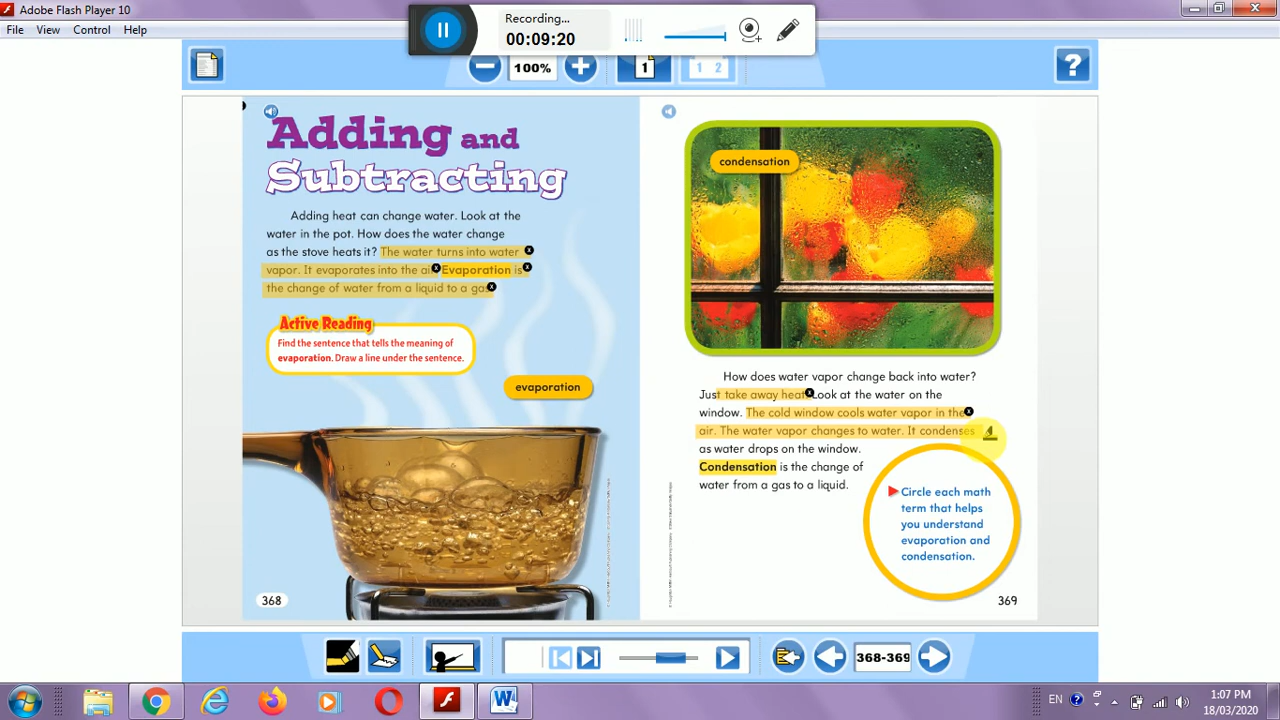 Adobe Flash Player 10
File View Control Help
Recording...
00:09:20
100%
1
1 2
?
Adding and
Subtracting
Adding heat can change water. Look at the
water in the pot. How does the water change
as the stove heats it? The water turns into water
vapor. It evaporates into the air. Evaporation is
the change of water from a liquid to a gas.
Active Reading
Find the sentence that tells the meaning of
evaporation. Draw a line under the sentence.
evaporation
368
condensation
How does water vapor change back into water?
Just take away heat. Look at the water on the
window. The cold window cools water vapor in the
air. The water vapor changes to water. It condenses
as water drops on the window.
Condensation is the change of
water from a gas to a liquid.
Circle each math
term that helps
you understand
evaporation and
condensation.
369
368-369
EN
1:07 PM
18/03/2020